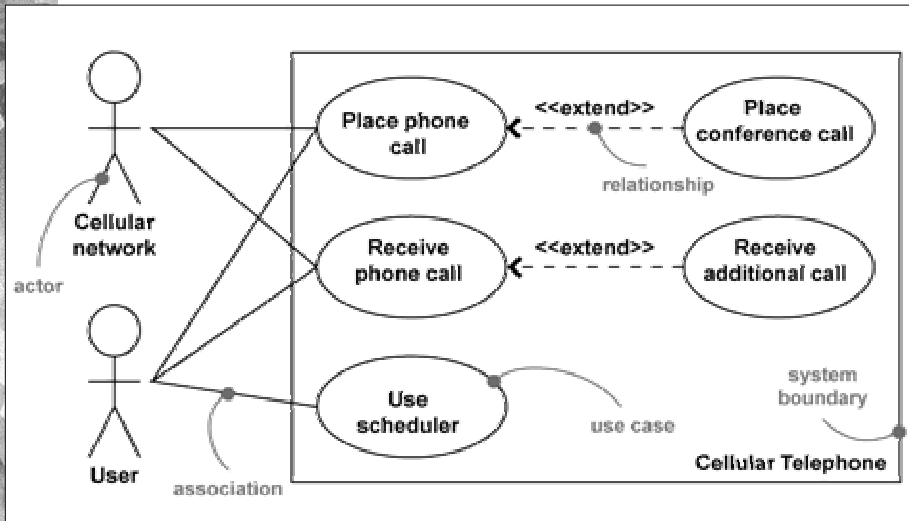 Place phone
call
<<extend>>
Place
conference call
relationship
Cellular
network
actor
Receive
phone call
<<extend>>
Receive
additional call
Use
scheduler
use case
system
boundary
Cellular Telephone
User
association